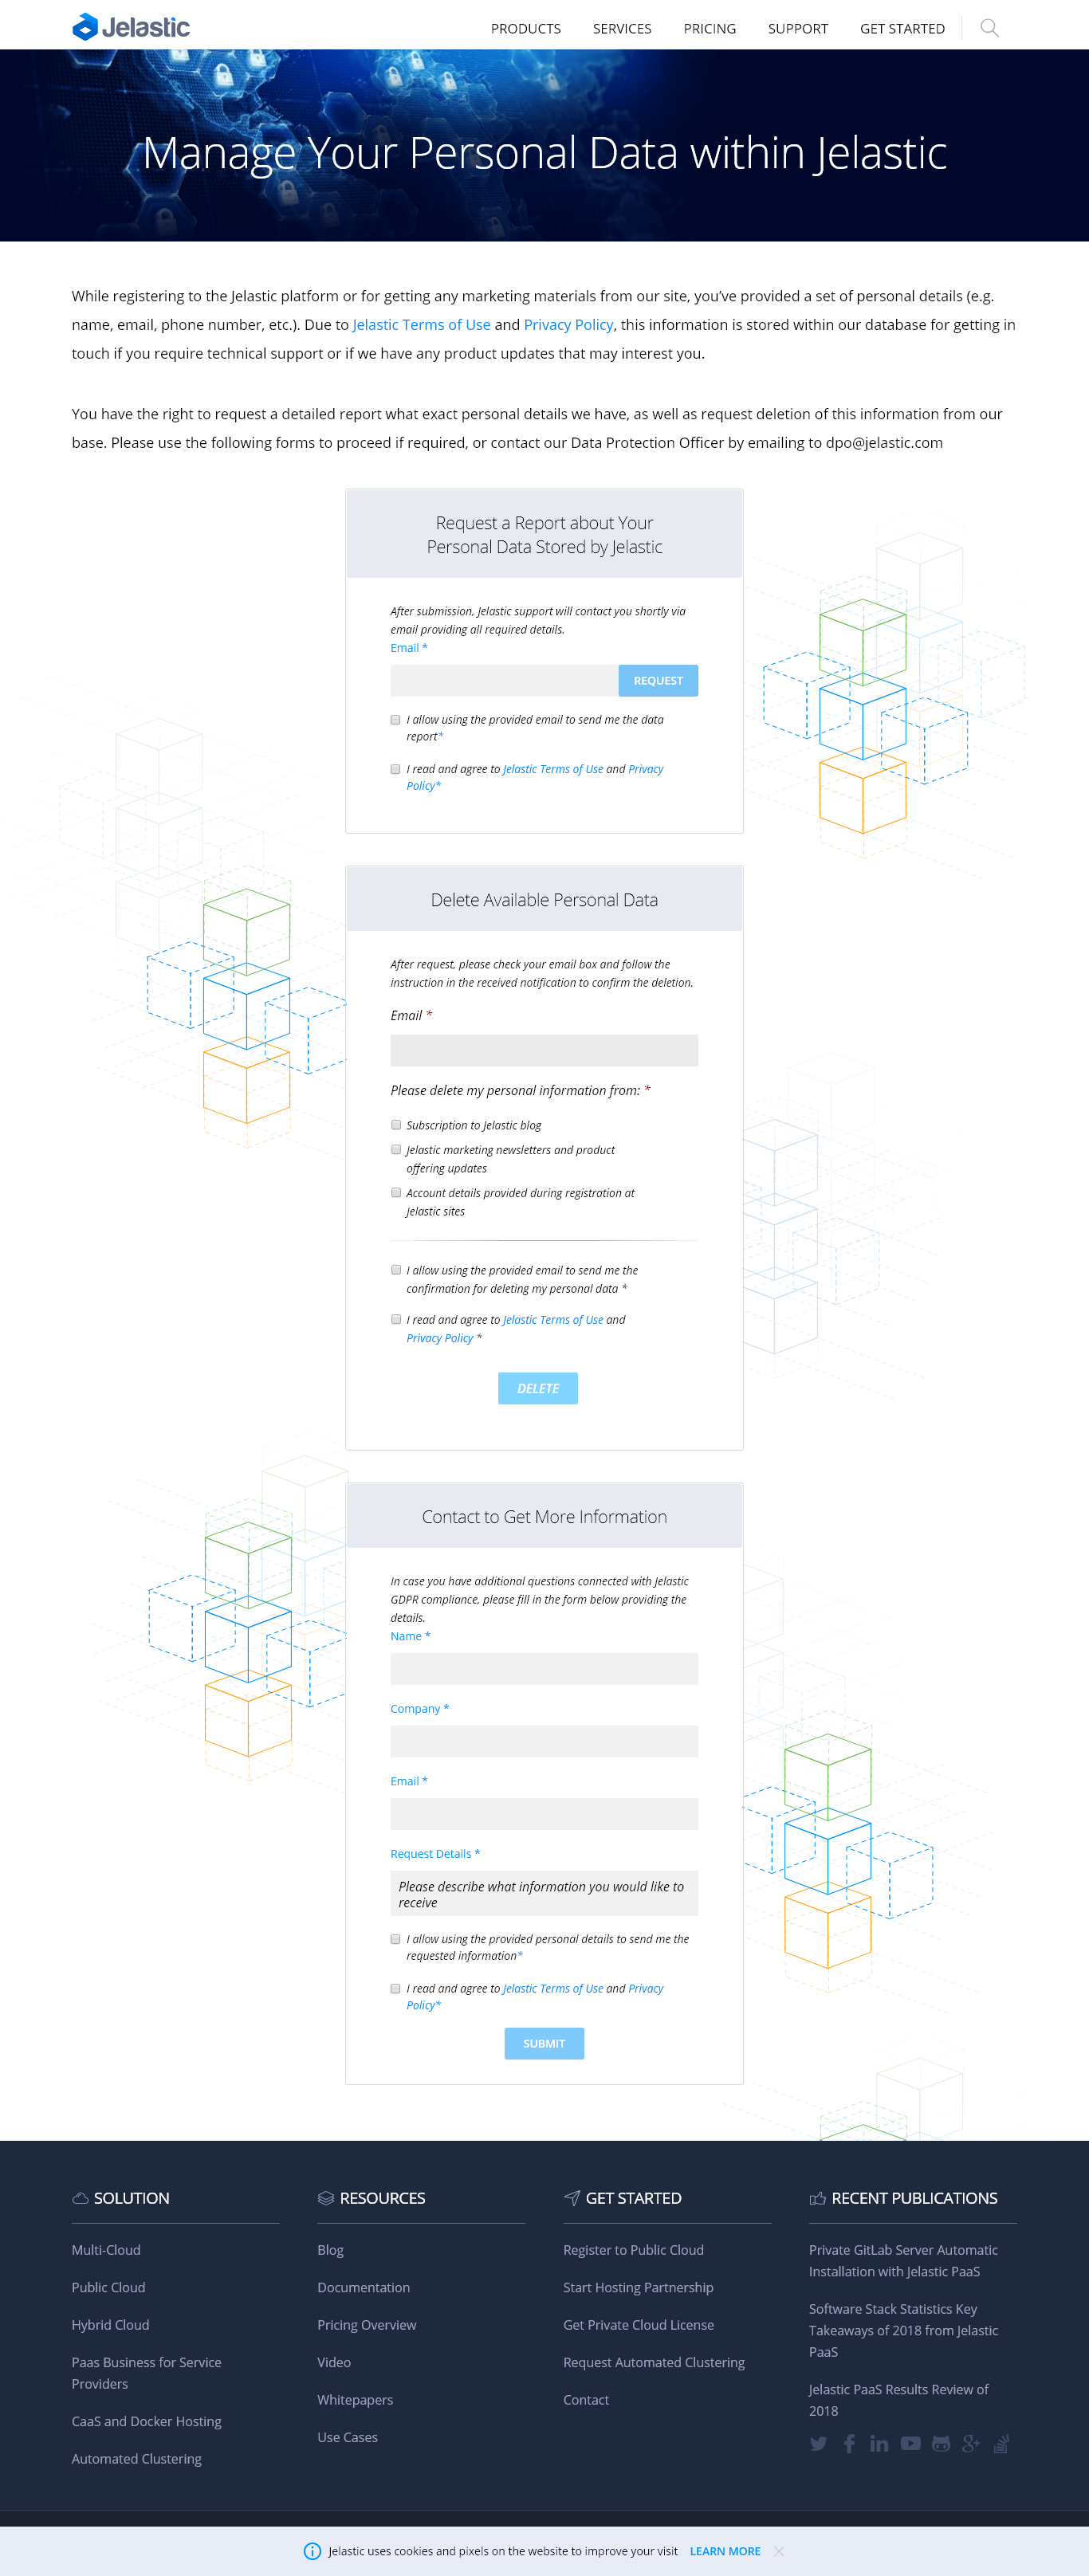 Jelastic
PRODUCTS
SERVICES
PRICING
SUPPORT
GET STARTED
Manage Your Personal Data within Jelastic
While registering to the Jelastic platform or for getting any marketing materials from our site, you’ve provided a set of personal details (e.g.
name, email, phone number, etc.). Due to Jelastic Terms of Use and Privacy Policy, this information is stored within our database for getting in
touch if you require technical support or if we have any product updates that may interest you.
You have the right to request a detailed report what exact personal details we have, as well as request deletion of this information from our
base. Please use the following forms to proceed if required, or contact our Data Protection Officer by emailing to dpo@jelastic.com
Request a Report about Your
Personal Data Stored by Jelastic
After submission, Jelastic support will contact you shortly via
email providing all required details.
Email *
REQUEST
I allow using the provided email to send me the data
report*
I read and agree to Jelastic Terms of Use and Privacy
Policy*
Delete Available Personal Data
After request, please check your email box and follow the
instruction in the received notification to confirm the deletion.
Email *
Please delete my personal information from: *
Subscription to Jelastic blog
Jelastic marketing newsletters and product
offering updates
Account details provided during registration at
Jelastic sites
I allow using the provided email to send me the
confirmation for deleting my personal data *
I read and agree to Jelastic Terms of Use and
Privacy Policy *
DELETE
Contact to Get More Information
In case you have additional questions connected with Jelastic
GDPR compliance, please fill in the form below providing the
details.
Name *
Company *
Email *
Request Details *
Please describe what information you would like to
receive
I allow using the provided personal details to send me the
requested information*
I read and agree to Jelastic Terms of Use and Privacy
Policy*
SUBMIT
SOLUTION
Multi-Cloud
Public Cloud
Hybrid Cloud
Paas Business for Service
Providers
CaaS and Docker Hosting
Automated Clustering
RESOURCES
Blog
Documentation
Pricing Overview
Video
Whitepapers
Use Cases
GET STARTED
Register to Public Cloud
Start Hosting Partnership
Get Private Cloud License
Request Automated Clustering
Contact
RECENT PUBLICATIONS
Private GitLab Server Automatic
Installation with Jelastic PaaS
Software Stack Statistics Key
Takeaways of 2018 from Jelastic
PaaS
Jelastic PaaS Results Review of
2018
Jelastic uses cookies and pixels on the website to improve your visit LEARN MORE